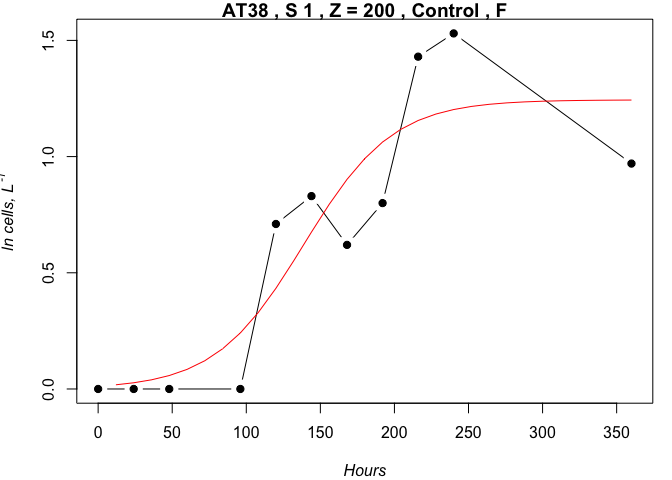 AT38 , S 1 , Z = 200 , Control , F
ln cells, L⁻¹
1.5
1.0
0.5
0.0
0 50 100 150 200 250 300 350
Hours